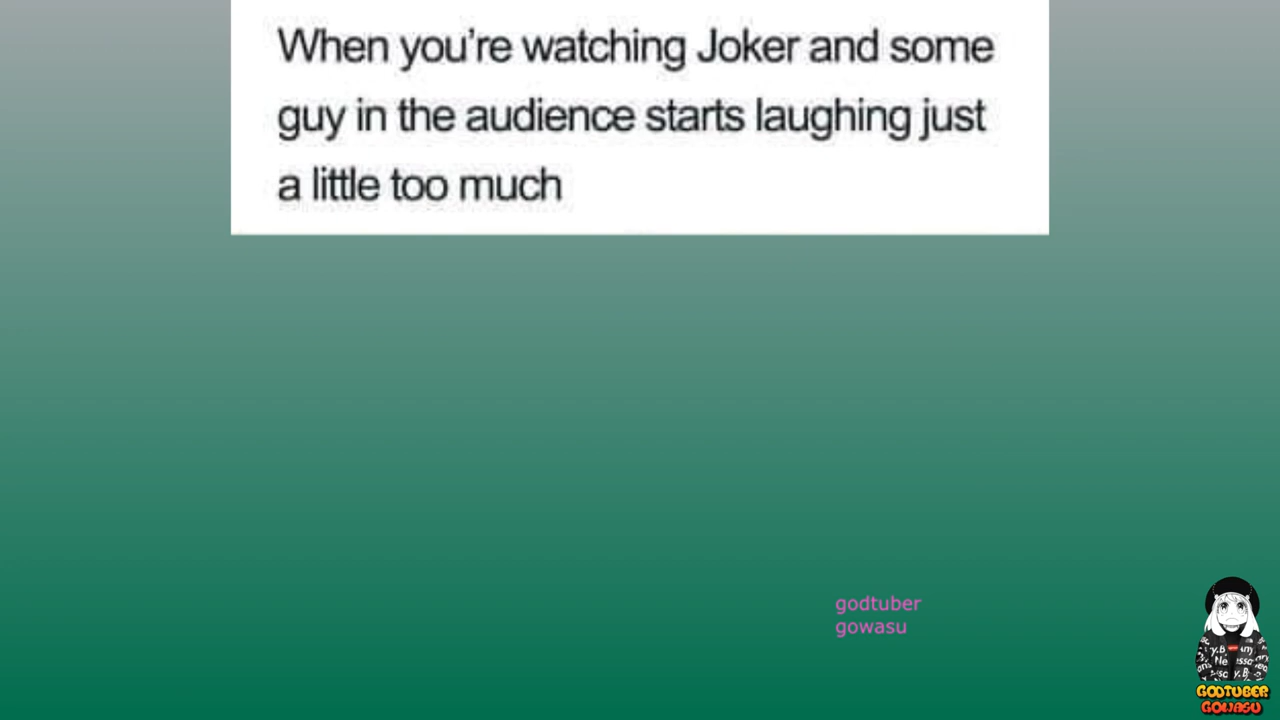 When you're watching Joker and some
guy in the audience starts laughing just
a little too much
godtuber
gowasu
GODTUBER
GOWASU